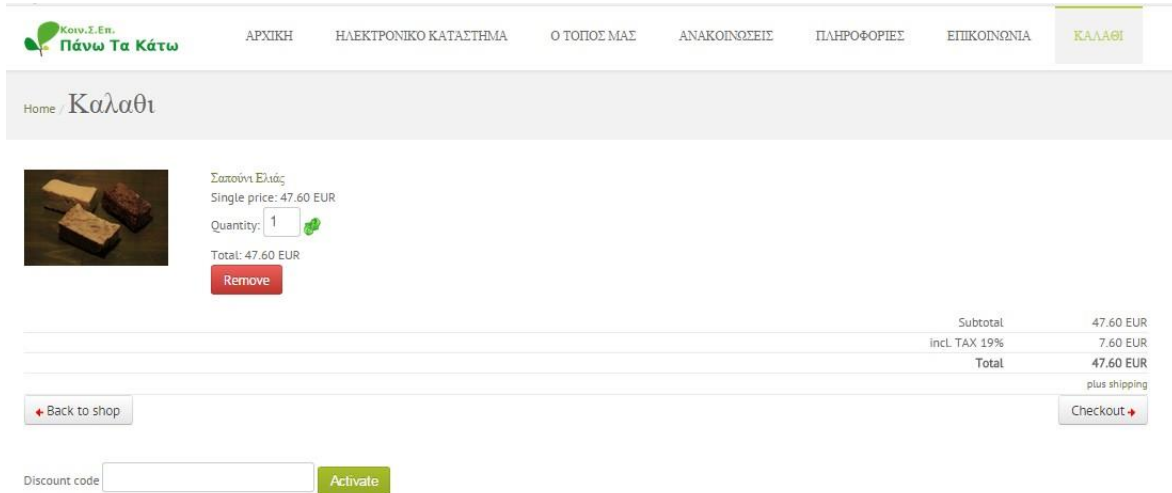 Κοιν.Σ.Επ.
Πάνω Τα Κάτω
ΑΡΧΙΚΗ ΗΛΕΚΤΡΟΝΙΚΟ ΚΑΤΑΣΤΗΜΑ Ο ΤΟΠΟΣ ΜΑΣ ΑΝΑΚΟΙΝΩΣΕΙΣ ΠΛΗΡΟΦΟΡΙΕΣ ΕΠΙΚΟΙΝΩΝΙΑ ΚΑΛΑΘΙ
Home / Καλαθι
Σαπούνι Ελιάς
Single price: 47.60 EUR
Quantity: 1
Total: 47.60 EUR
Remove
Subtotal 47.60 EUR
incl. TAX 19% 7.60 EUR
Total 47.60 EUR
plus shipping
Back to shop Checkout
Discount code Activate